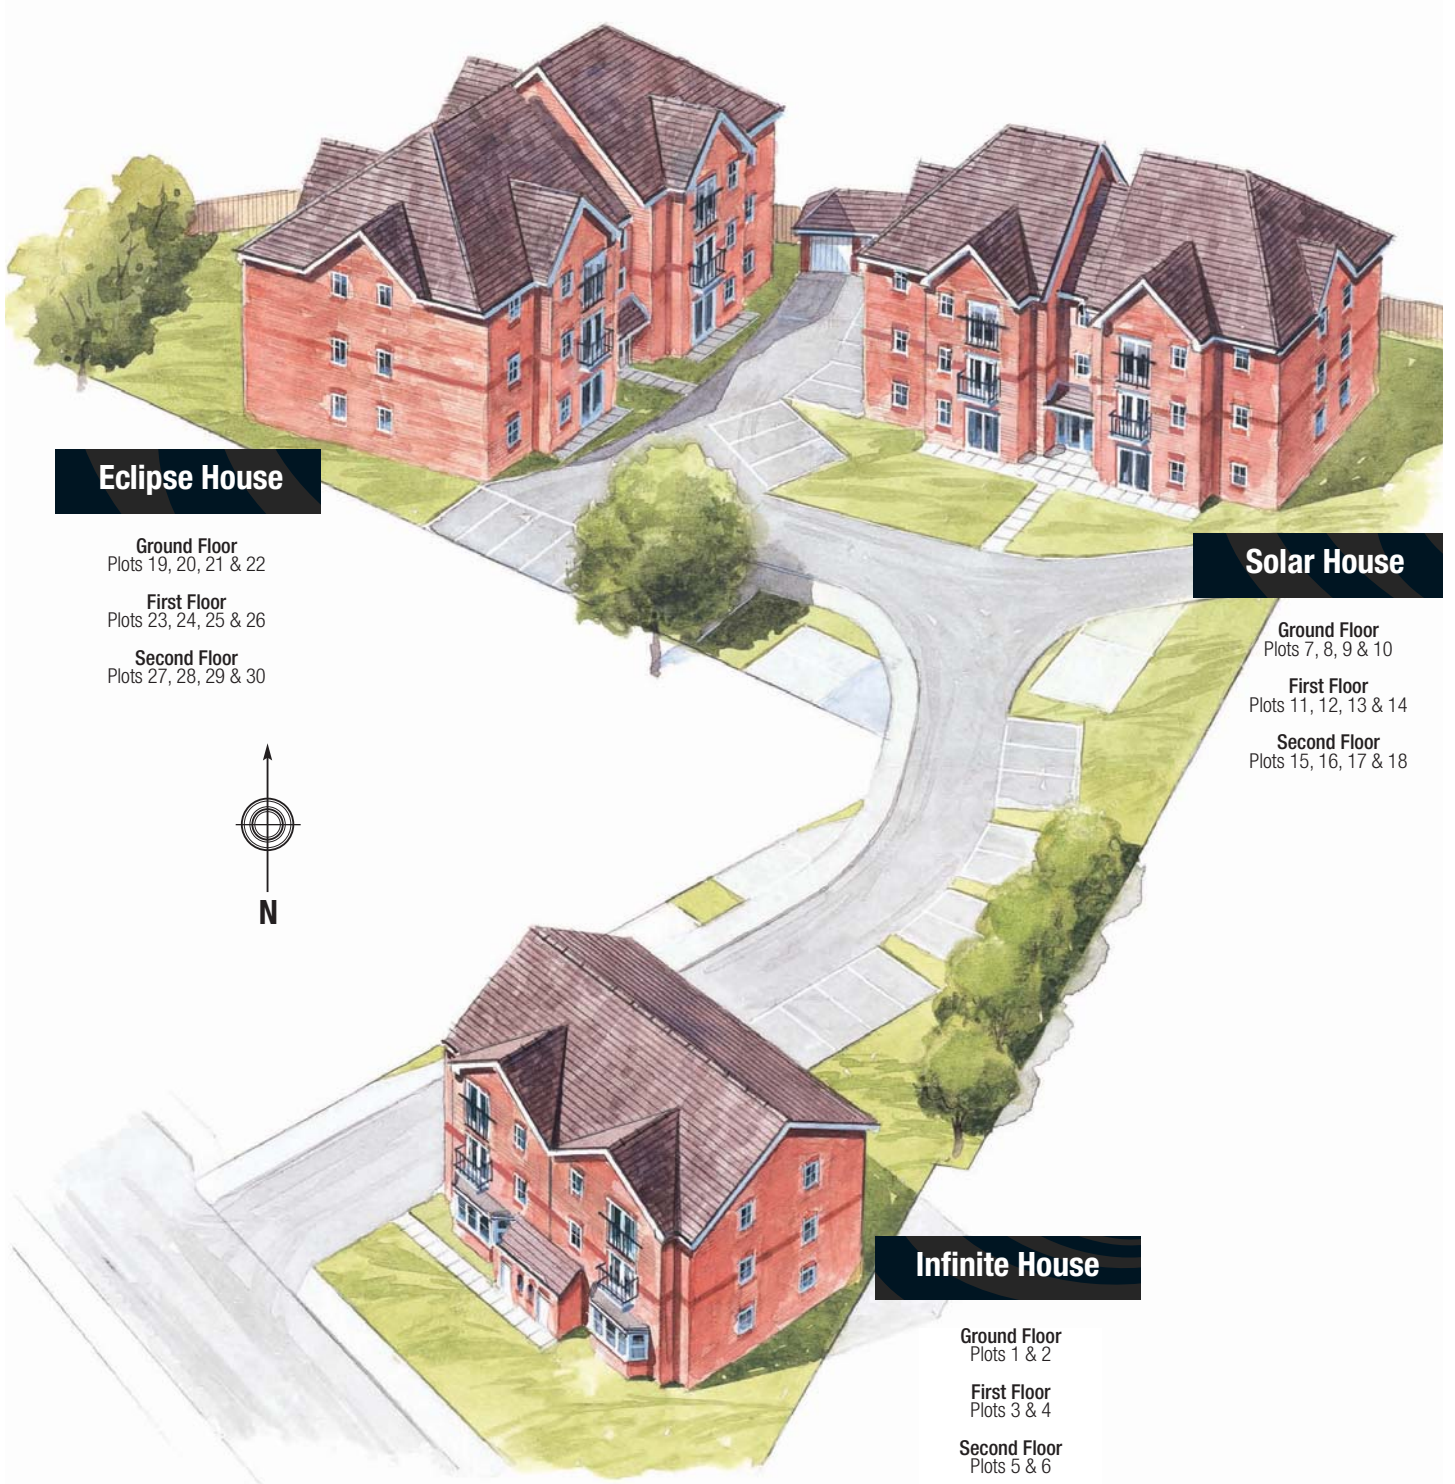 Eclipse House
Ground Floor
Plots 19, 20, 21 & 22
First Floor
Plots 23, 24, 25 & 26
Second Floor
Plots 27, 28, 29 & 30
N
Solar House
Ground Floor
Plots 7, 8, 9 & 10
First Floor
Plots 11, 12, 13 & 14
Second Floor
Plots 15, 16, 17 & 18
Infinite House
Ground Floor
Plots 1 & 2
First Floor
Plots 3 & 4
Second Floor
Plots 5 & 6